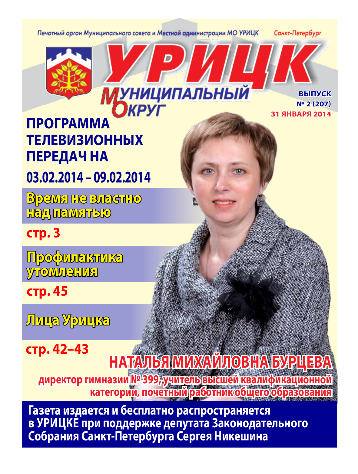 Печатный орган Муниципального совета и Местной администрации МО УРИЦК Санкт-Петербург
УРИЦК
МУНИЦИПАЛЬНЫЙ
ОКРУГ
ВЫПУСК
№ 2 (207)
31 ЯНВАРЯ 2014
ПРОГРАММА
ТЕЛЕВИЗИОННЫХ
ПЕРЕДАЧ НА
03.02.2014 – 09.02.2014
Время не властно
над памятью
стр. 3
Профилактика
утомления
стр. 45
Лица Урицка
стр. 42–43
НАТАЛЬЯ МИХАЙЛОВНА БУРЦЕВА
директор гимназии № 399, учитель высшей квалификационной
категории, почетный работник общего образования
Газета издается и бесплатно распространяется
в УРИЦКЕ при поддержке депутата Законодательного
Собрания Санкт-Петербурга Сергея Никешина